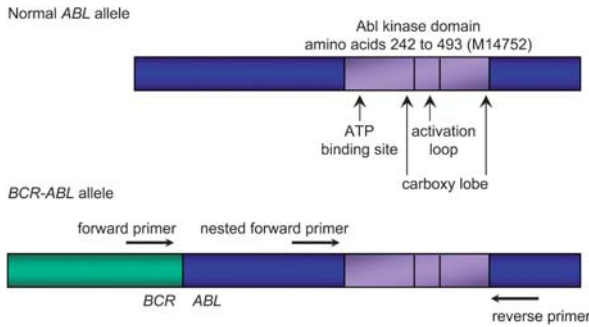 Normal ABL allele
Abl kinase domain
amino acids 242 to 493 (M14752)
ATP
binding site
activation
loop
carboxy lobe
BCR-ABL allele
forward primer
nested forward primer
BCR
ABL
reverse primer